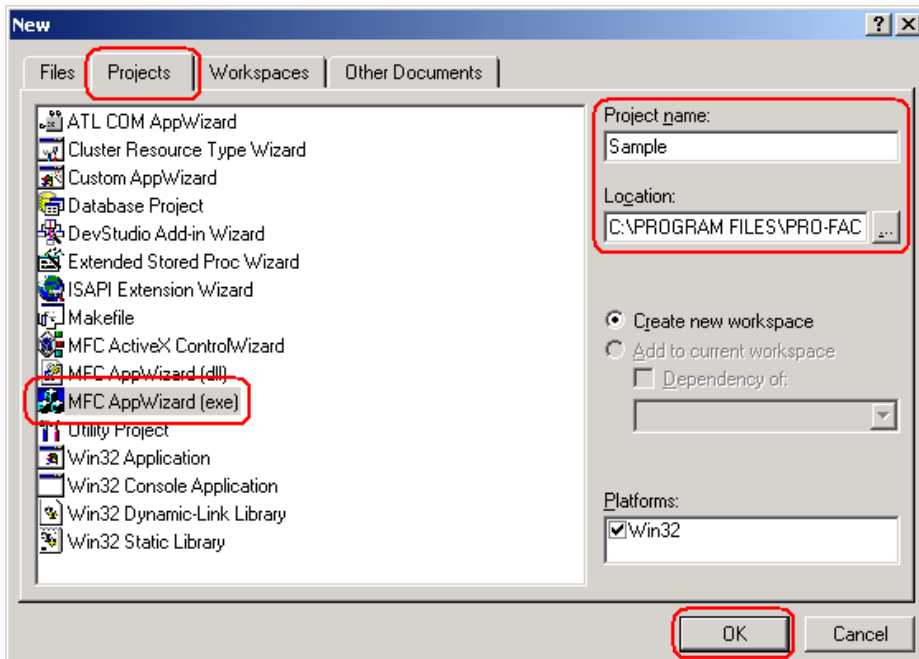 New
Files
Projects
Workspaces
Other Documents
ATL COM AppWizard
Cluster Resource Type Wizard
Custom AppWizard
Database Project
DevStudio Add-in Wizard
Extended Stored Proc Wizard
ISAPI Extension Wizard
Makefile
MFC ActiveX ControlWizard
MFC AppWizard (dll)
MFC AppWizard (exe)
Utility Project
Win32 Application
Win32 Console Application
Win32 Dynamic-Link Library
Win32 Static Library
Project name:
Sample
Location:
C:\PROGRAM FILES\PRO-FAC
...
Create new workspace
Add to current workspace
Dependency of:
Platforms:
Win32
OK
Cancel